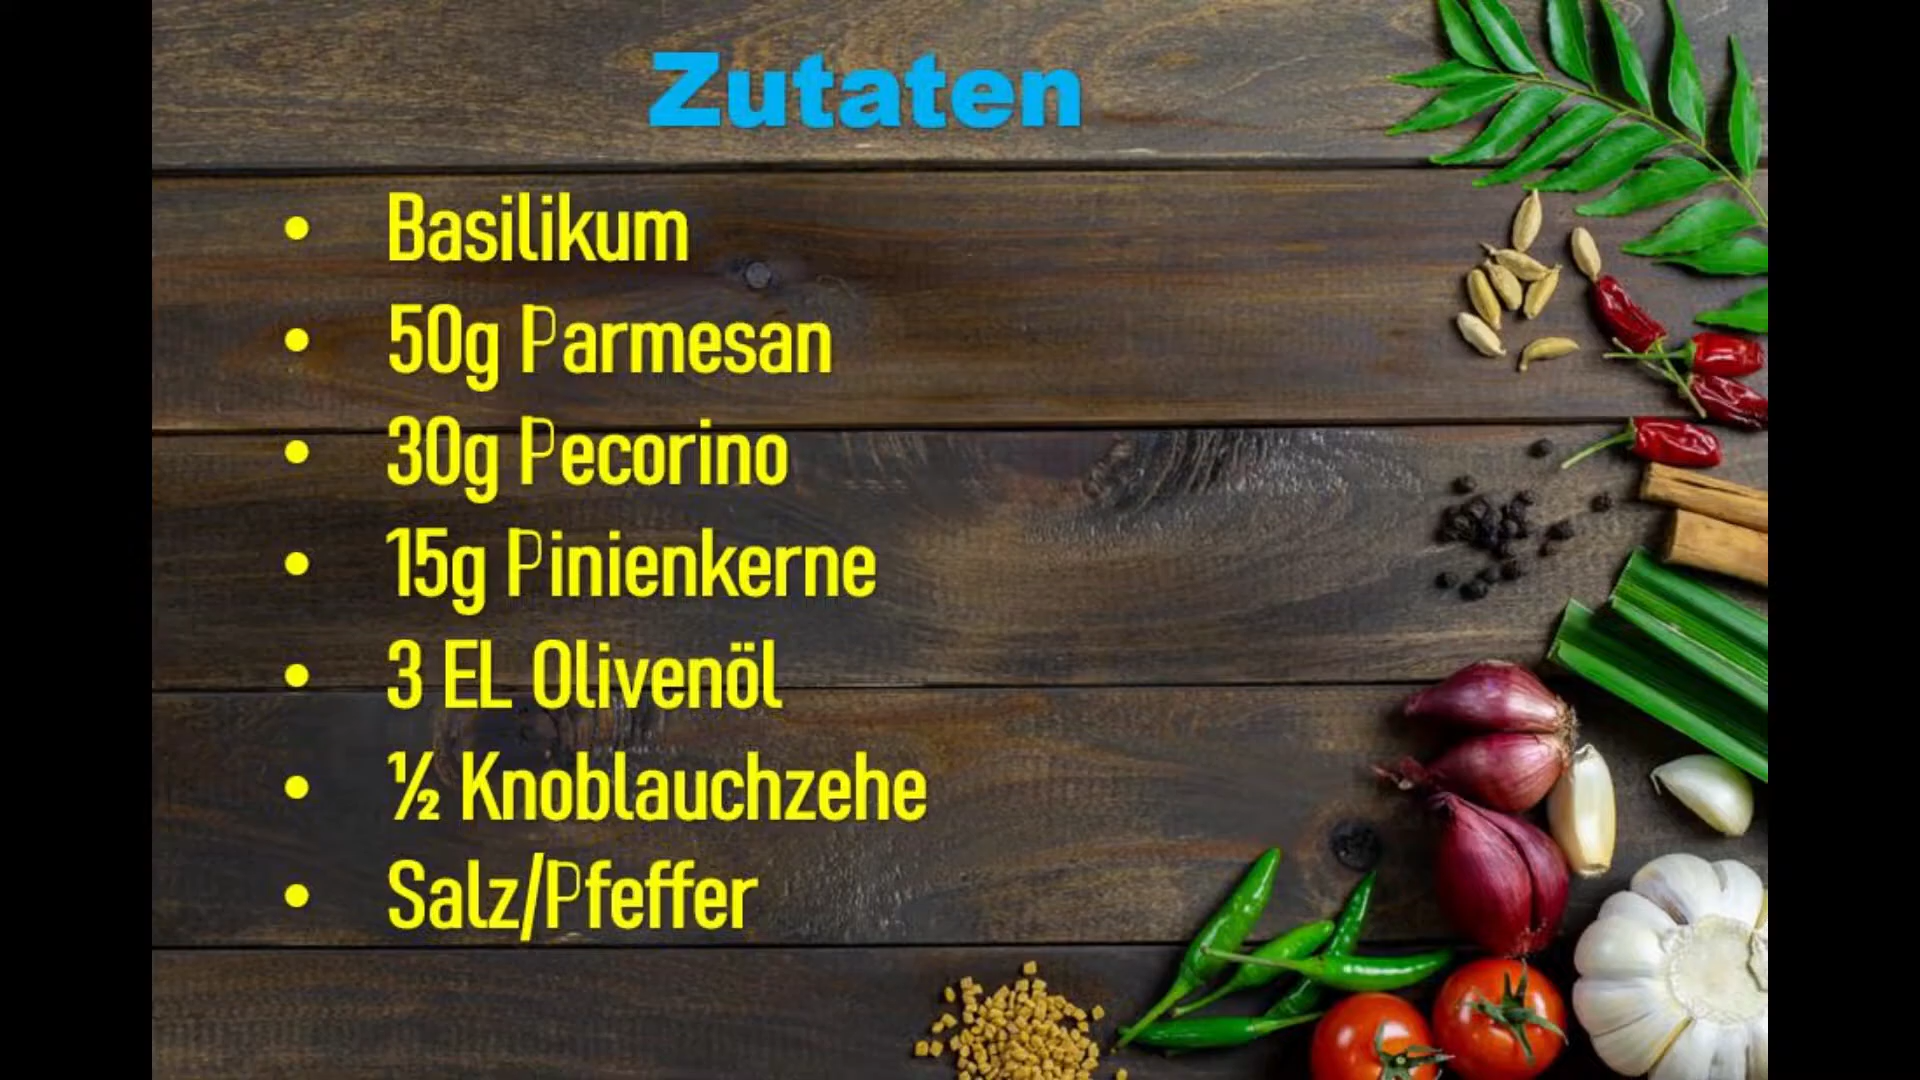 Zutaten
• Basilikum
• 50g Parmesan
• 30g Pecorino
• 15g Pinienkerne
• 3 EL Olivenöl
• ½ Knoblauchzehe
• Salz/Pfeffer